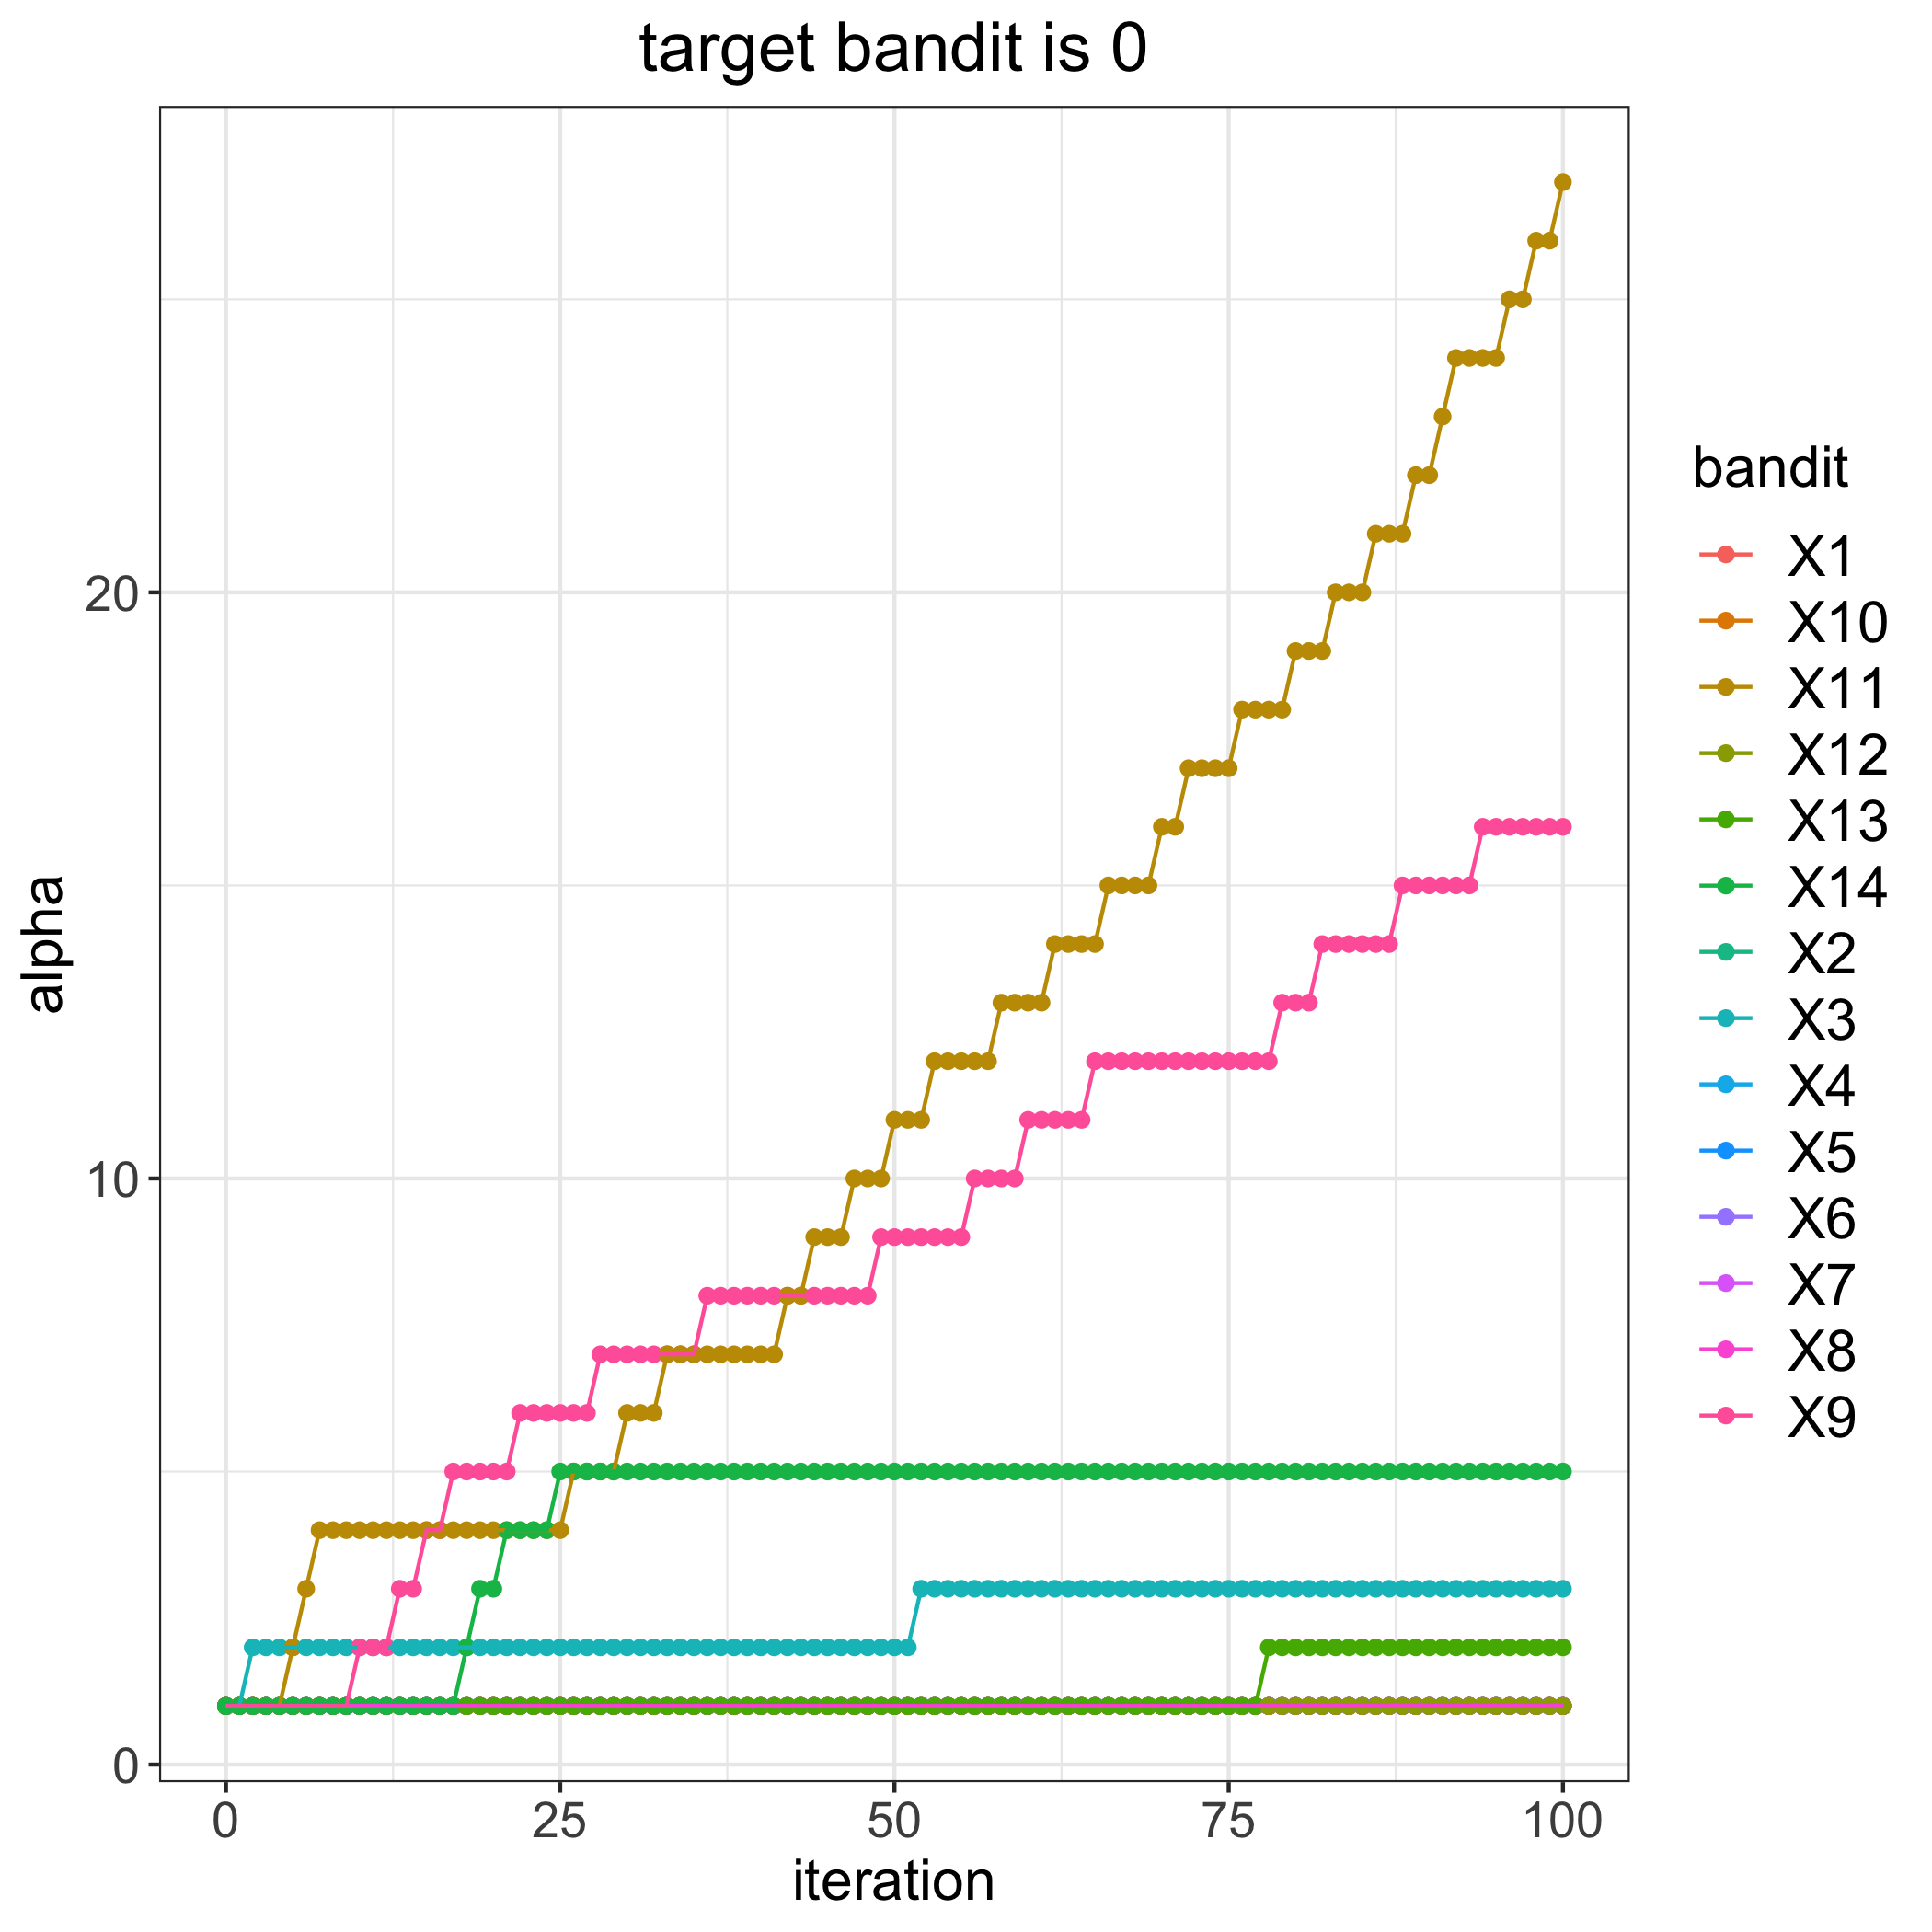 target bandit is 0
alpha
20
10
0
0 25 50 75 100
iteration
bandit
X1
X10
X11
X12
X13
X14
X2
X3
X4
X5
X6
X7
X8
X9